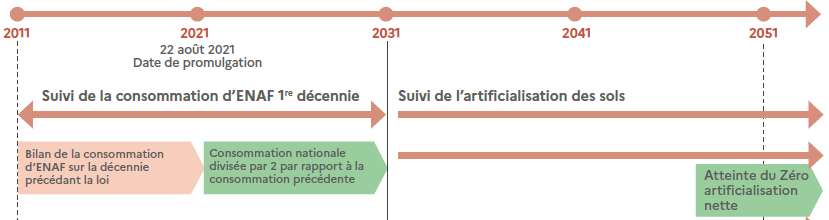 2011 2021 2031 2041 2051
22 août 2021
Date de promulgation
Suivi de la consommation d’ENAF 1re décennie
Suivi de l’artificialisation des sols
Bilan de la consommation
d’ENAF sur la décennie
précédant la loi
Consommation nationale
divisée par 2 par rapport à la
consommation précédente
Atteinte du Zéro
artificialisation
nette